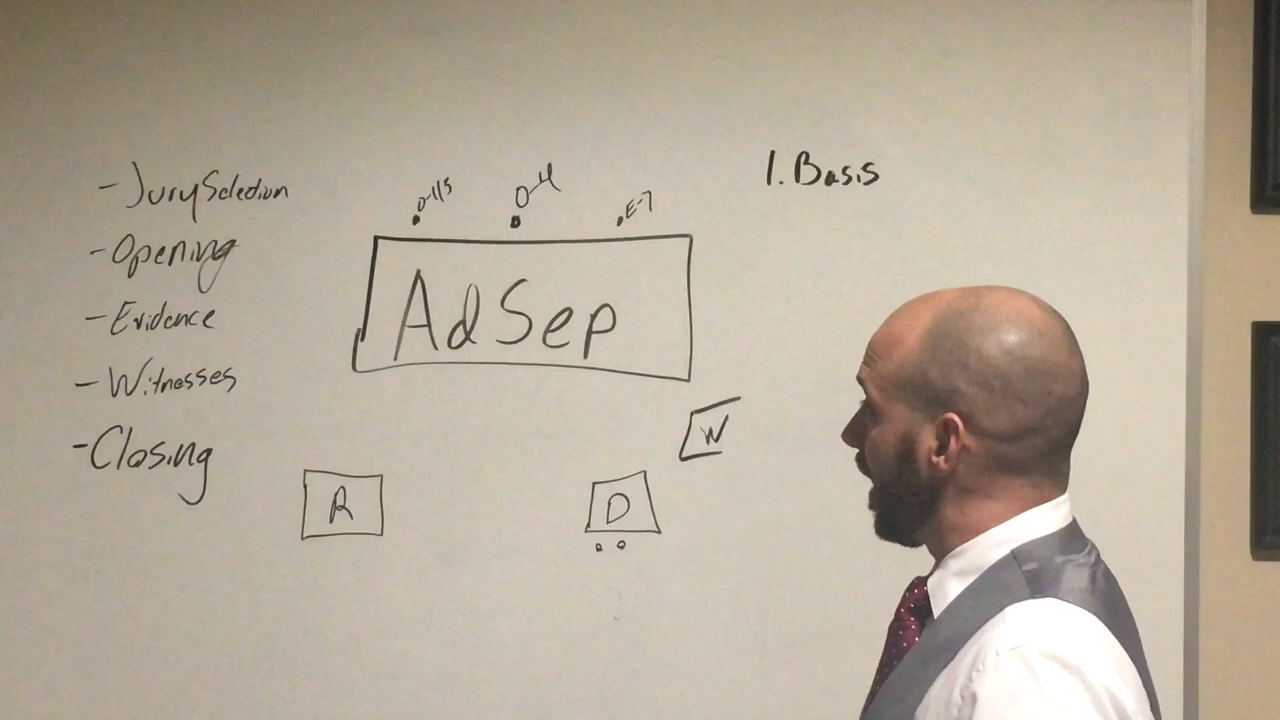 - Jury Selection
- Opening
- Evidence
- Witnesses
- Closing
O-4
E-7
AdSep
W
R
D
1. Basis